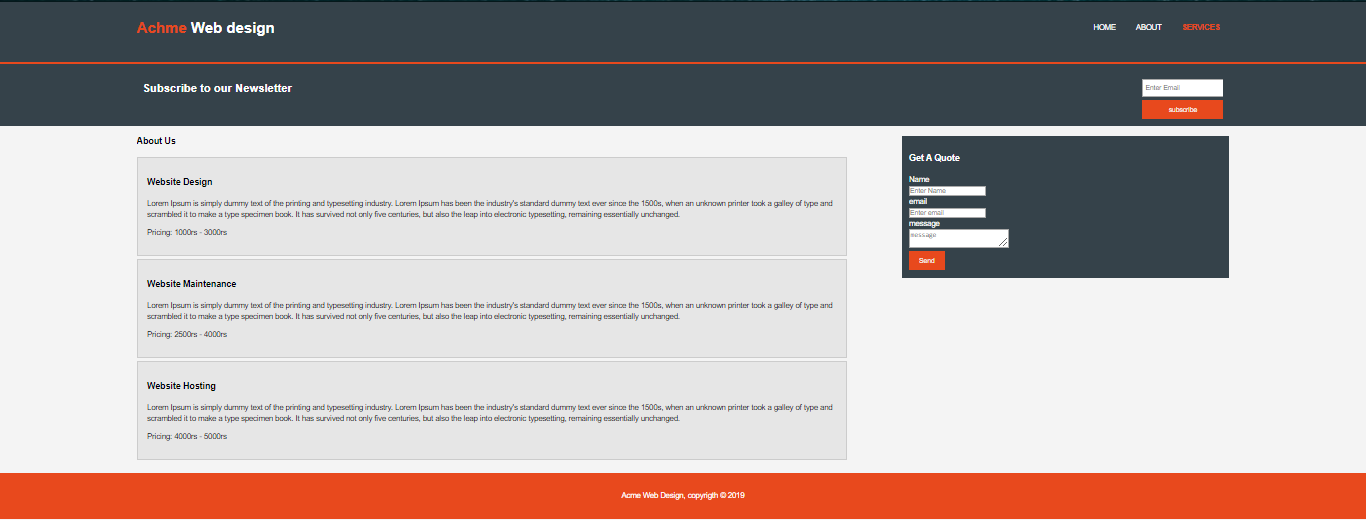 Achme Web design
HOME ABOUT SERVICES
Subscribe to our Newsletter
Enter Email
subscribe
About Us
Website Design
Lorem Ipsum is simply dummy text of the printing and typesetting industry. Lorem Ipsum has been the industry's standard dummy text ever since the 1500s, when an unknown printer took a galley of type and
scrambled it to make a type specimen book. It has survived not only five centuries, but also the leap into electronic typesetting, remaining essentially unchanged.
Pricing: 1000rs - 3000rs
Website Maintenance
Lorem Ipsum is simply dummy text of the printing and typesetting industry. Lorem Ipsum has been the industry's standard dummy text ever since the 1500s, when an unknown printer took a galley of type and
scrambled it to make a type specimen book. It has survived not only five centuries, but also the leap into electronic typesetting, remaining essentially unchanged.
Pricing: 2500rs - 4000rs
Website Hosting
Lorem Ipsum is simply dummy text of the printing and typesetting industry. Lorem Ipsum has been the industry's standard dummy text ever since the 1500s, when an unknown printer took a galley of type and
scrambled it to make a type specimen book. It has survived not only five centuries, but also the leap into electronic typesetting, remaining essentially unchanged.
Pricing: 4000rs - 5000rs
Get A Quote
Name
Enter Name
email
Enter email
message
message
Send
Acme Web Design, copyrigth © 2019